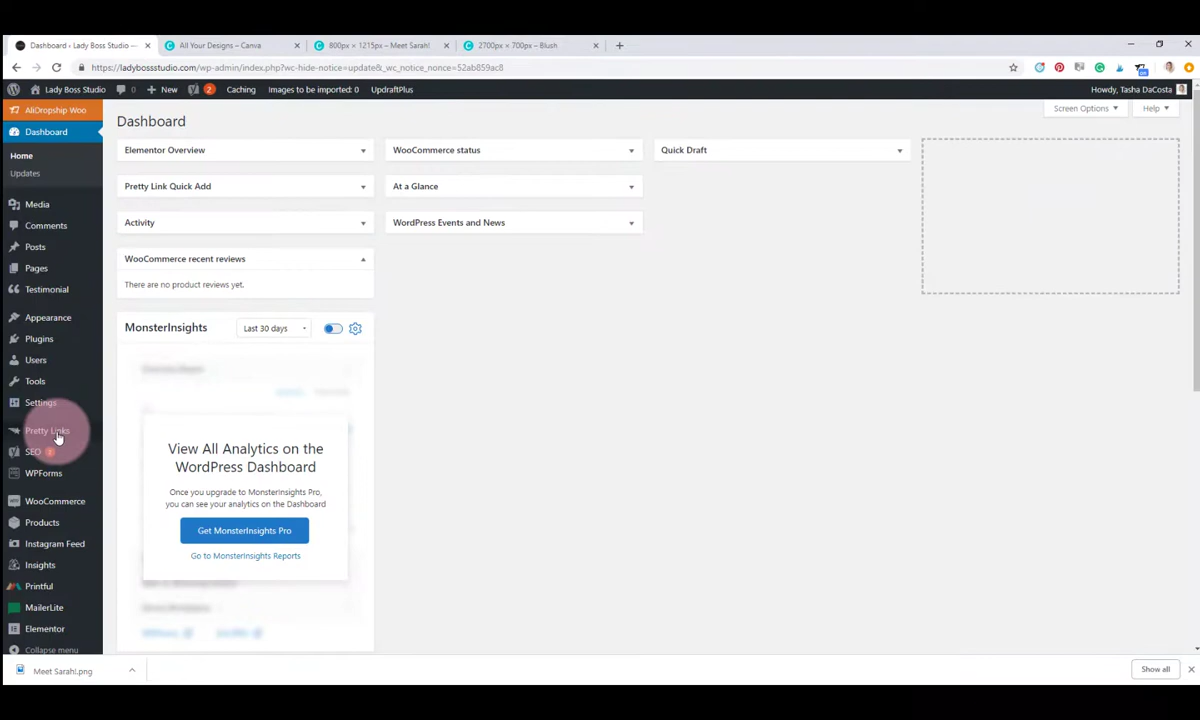 Dashboard ‹ Lady Boss Studio —
All Your Designs – Canva
800px × 1215px – Meet Sarah!
2700px × 700px – Blush
https://ladybossstudio.com/wp-admin/index.php?wc-hide-notice=update&_wc_notice_nonce=52ab859ac8
Lady Boss Studio 0 New 2 Caching Images to be imported: 0 UpdraftPlus
Howdy, Tasha DaCosta
AliDropship Woo
Dashboard
Home
Updates
Media
Comments
Posts
Pages
Testimonial
Appearance
Plugins
Users
Tools
Settings
Pretty Links
SEO 2
WPForms
WooCommerce
Products
Instagram Feed
Insights
Printful
MailerLite
Elementor
Collapse menu
Dashboard
Screen Options
Help
Elementor Overview
WooCommerce status
Quick Draft
Pretty Link Quick Add
At a Glance
Activity
WordPress Events and News
WooCommerce recent reviews
There are no product reviews yet.
MonsterInsights
Last 30 days
View All Analytics on the
WordPress Dashboard
Once you upgrade to MonsterInsights Pro,
you can see your analytics on the Dashboard
Get MonsterInsights Pro
Go to MonsterInsights Reports
Meet Sarah!.png
Show all